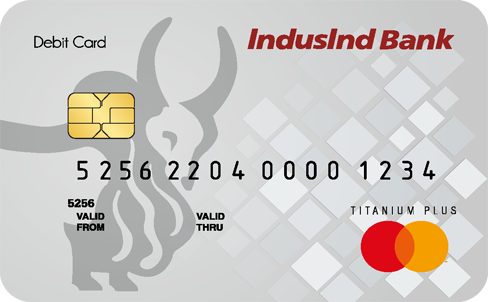 Debit Card
IndusInd Bank
5256 2204 0000 1234
5256
VALID FROM
VALID THRU
TITANIUM PLUS